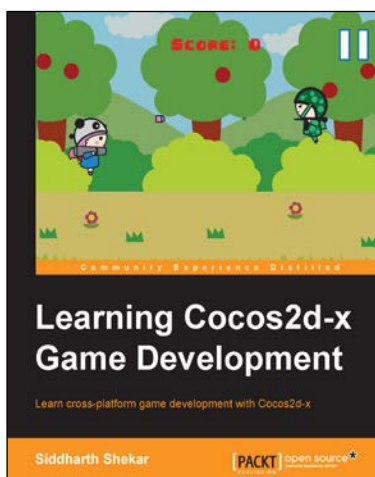 Score: 0
Community Experience Distilled
Learning Cocos2d-x
Game Development
Learn cross-platform game development with Cocos2d-x
Siddharth Shekar
[PACKT] open source*
PUBLISHING